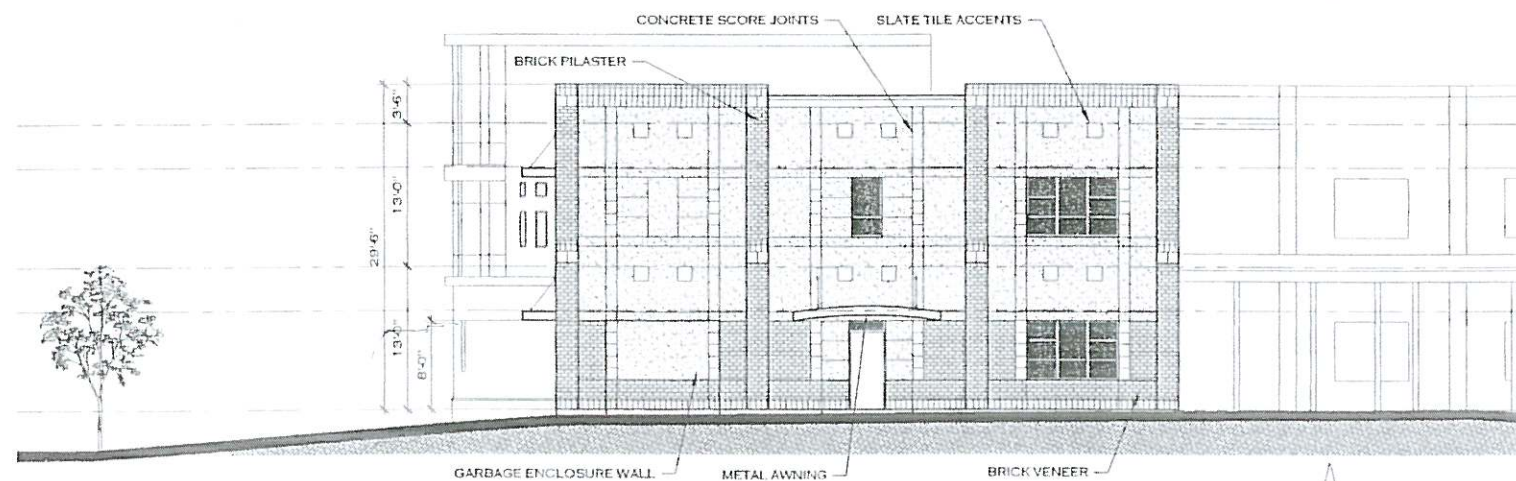 CONCRETE SCORE JOINTS
SLATE TILE ACCENTS
BRICK PILASTER
3'-6"
13'-0"
29'-6"
13'-0"
8'-0"
GARBAGE ENCLOSURE WALL
METAL AWNING
BRICK VENEER